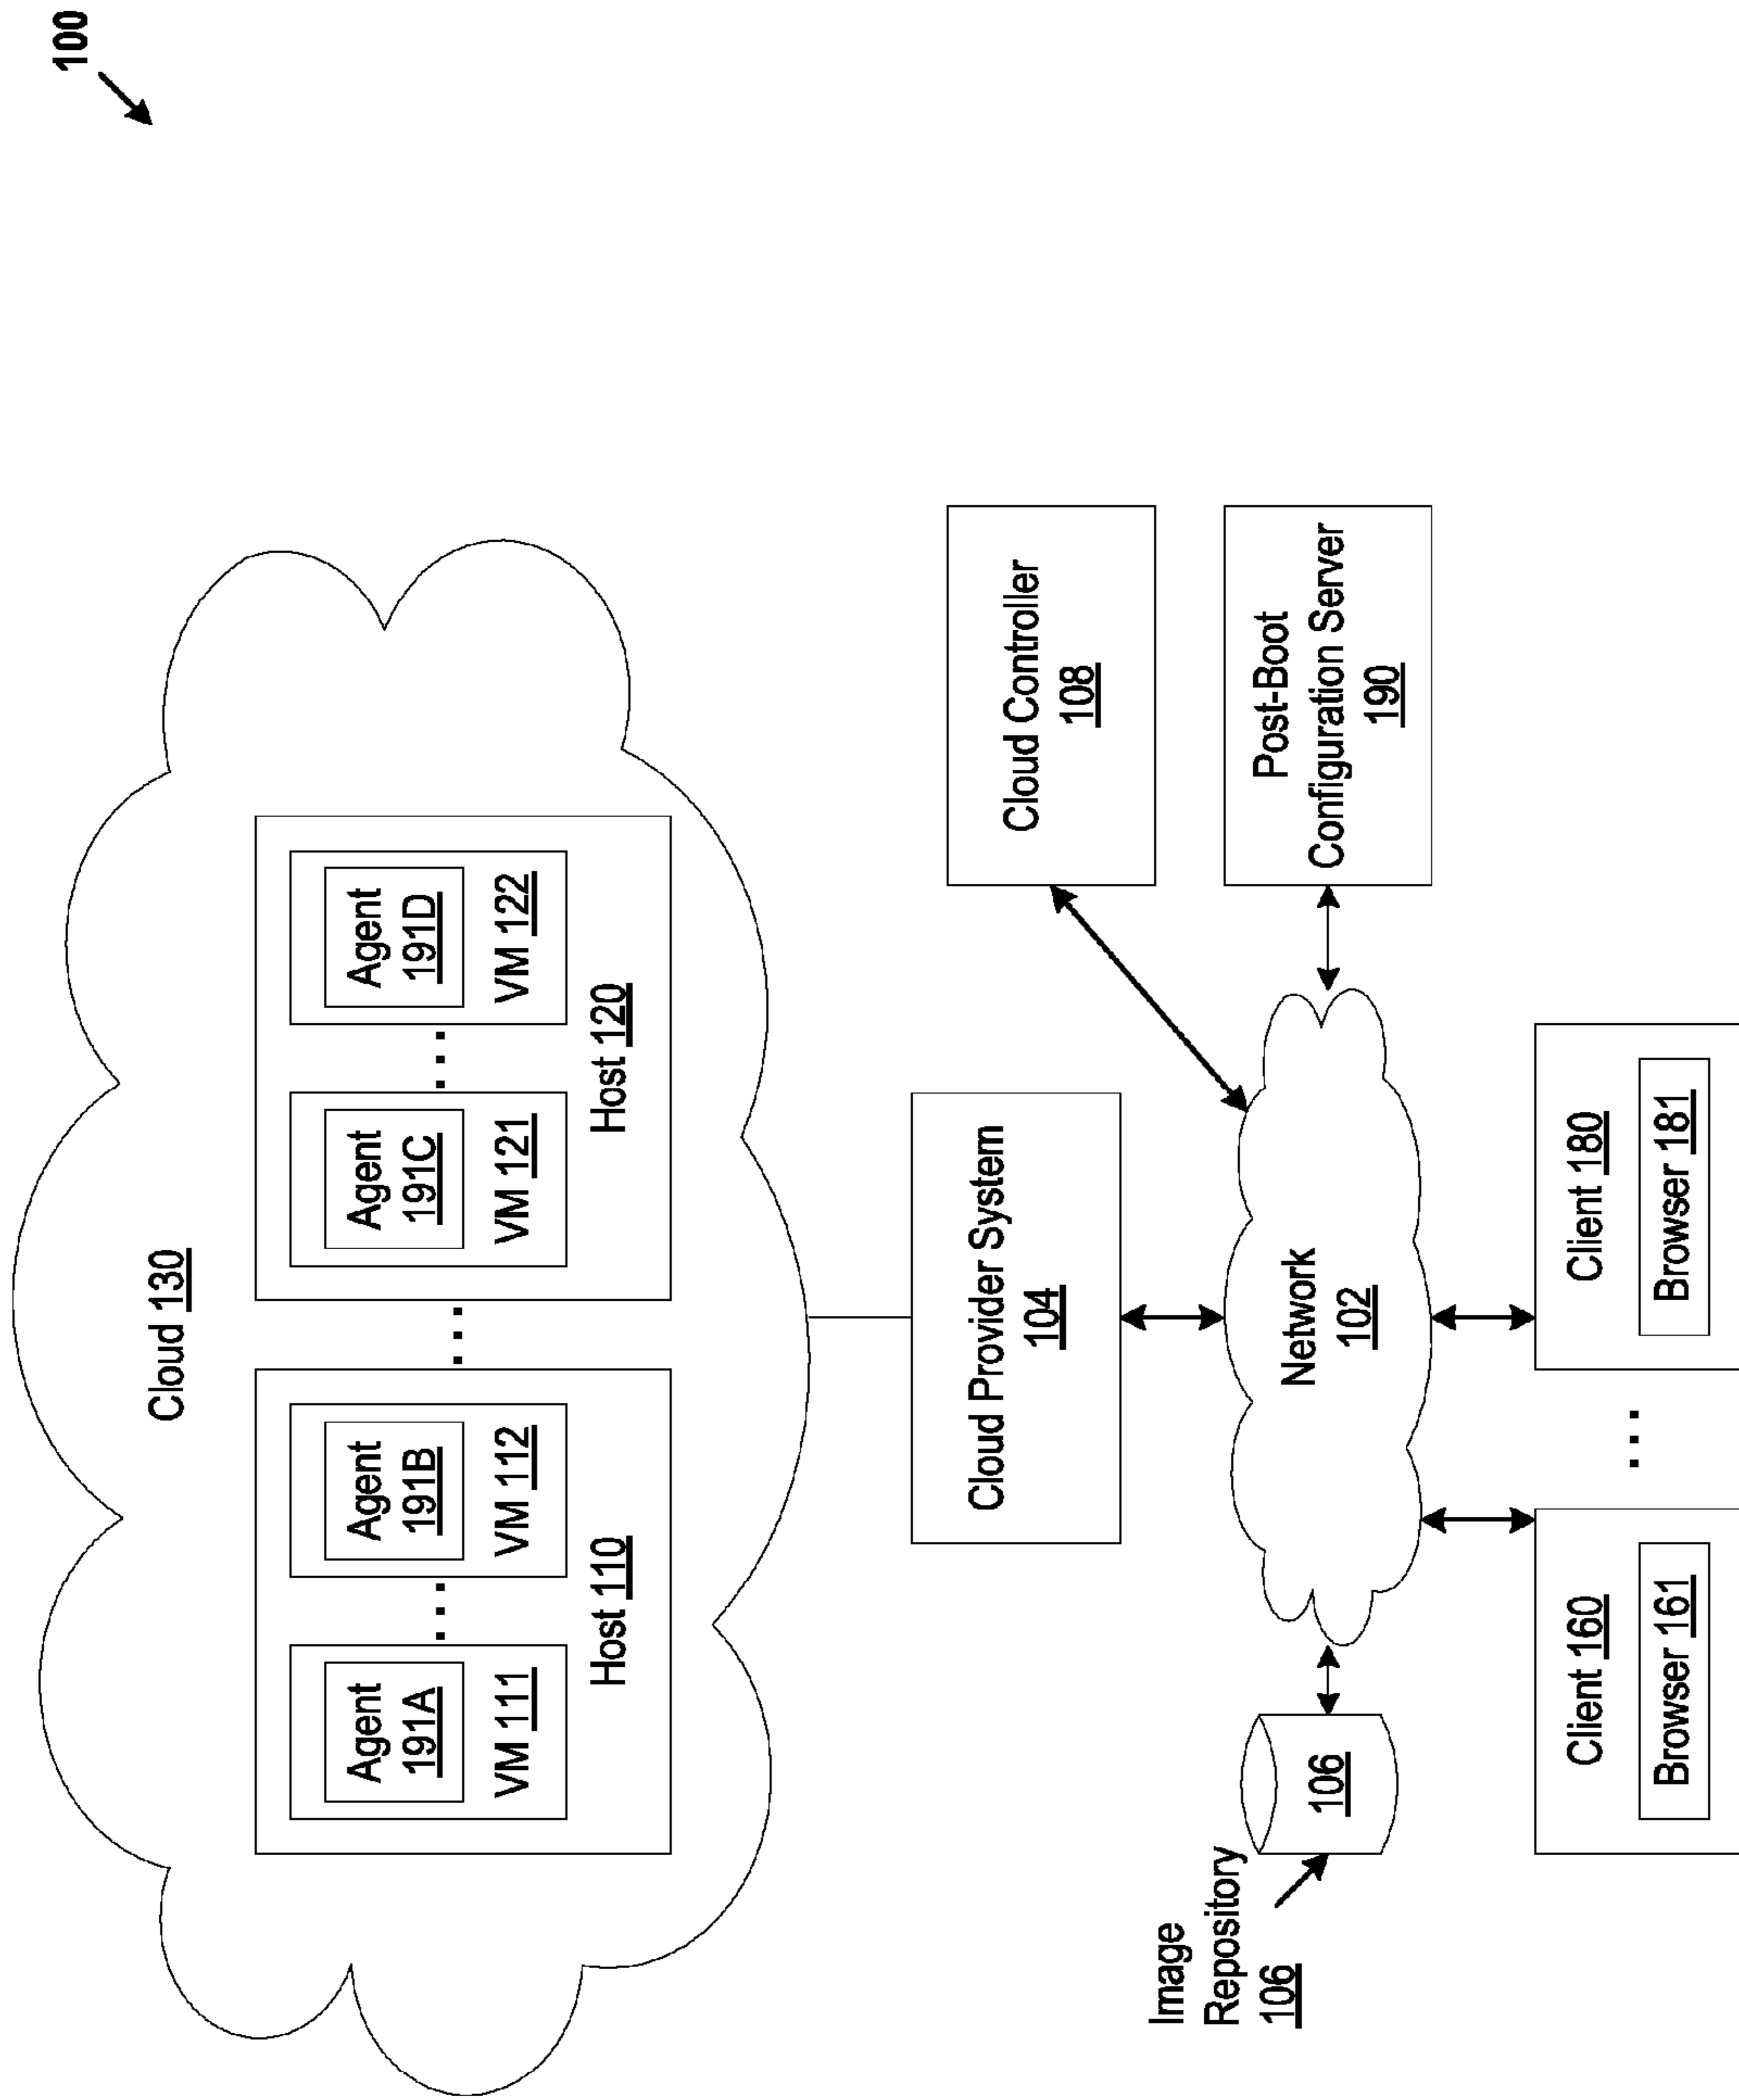 100
Cloud 130
Agent
191A
VM 111
Agent
191B
VM 112
Host 110
Agent
191C
VM 121
Agent
191D
VM 122
Host 120
Cloud Provider System
104
Cloud Controller
108
Image
Repository
106
106
Network
102
Post-Boot
Configuration Server
190
Client 160
Browser 161
Client 180
Browser 181